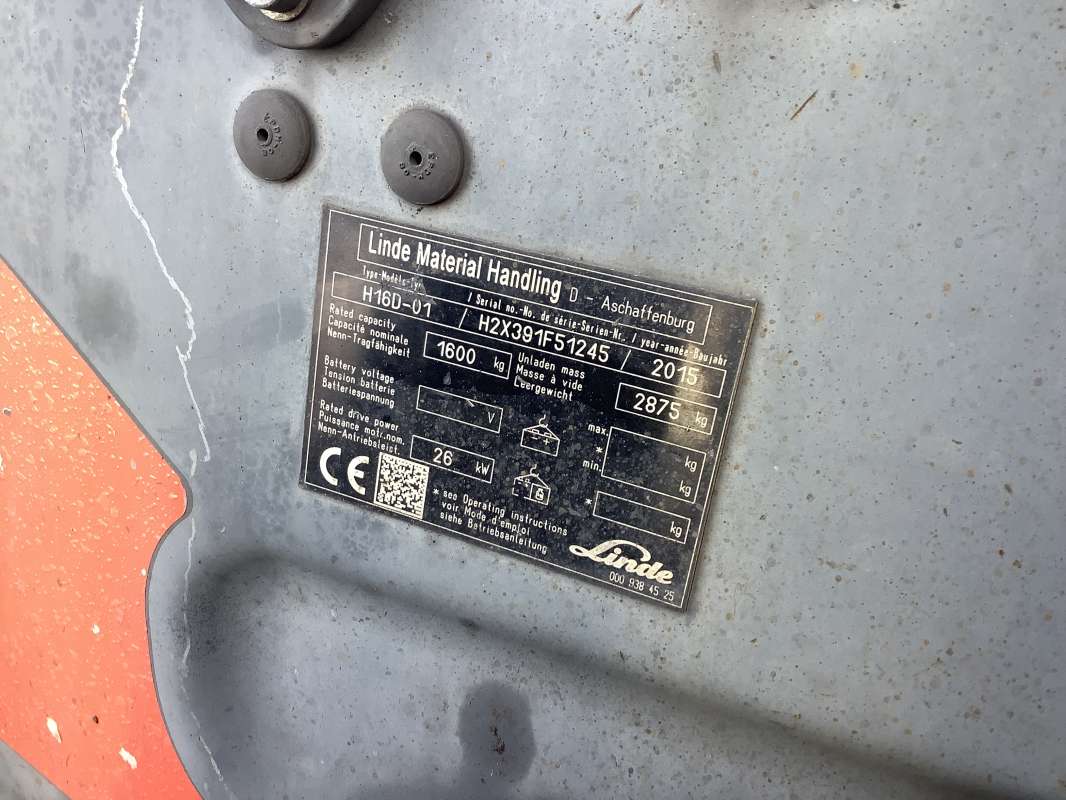 Linde Material Handling D - Aschaffenburg
Type-Modèle-Typ / Serial no.-No. de série-Serien-Nr. / year-année-Baujahr
H16D-01 / H2X391F51245 / 2015
Rated capacity
Capacité nominale
Nenn-Tragfähigkeit
1600 kg
Unladen mass
Masse à vide
Leergewicht
2875 kg
Battery voltage
Tension batterie
Batteriespannung
V
max. kg
*
min. kg
Rated drive power
Puissance motr.nom.
Nenn-Antriebsleist.
26 kW
* kg
CE
* see Operating instructions
voir Mode d'emploi
siehe Betriebsanleitung
Linde
000 938 45 25